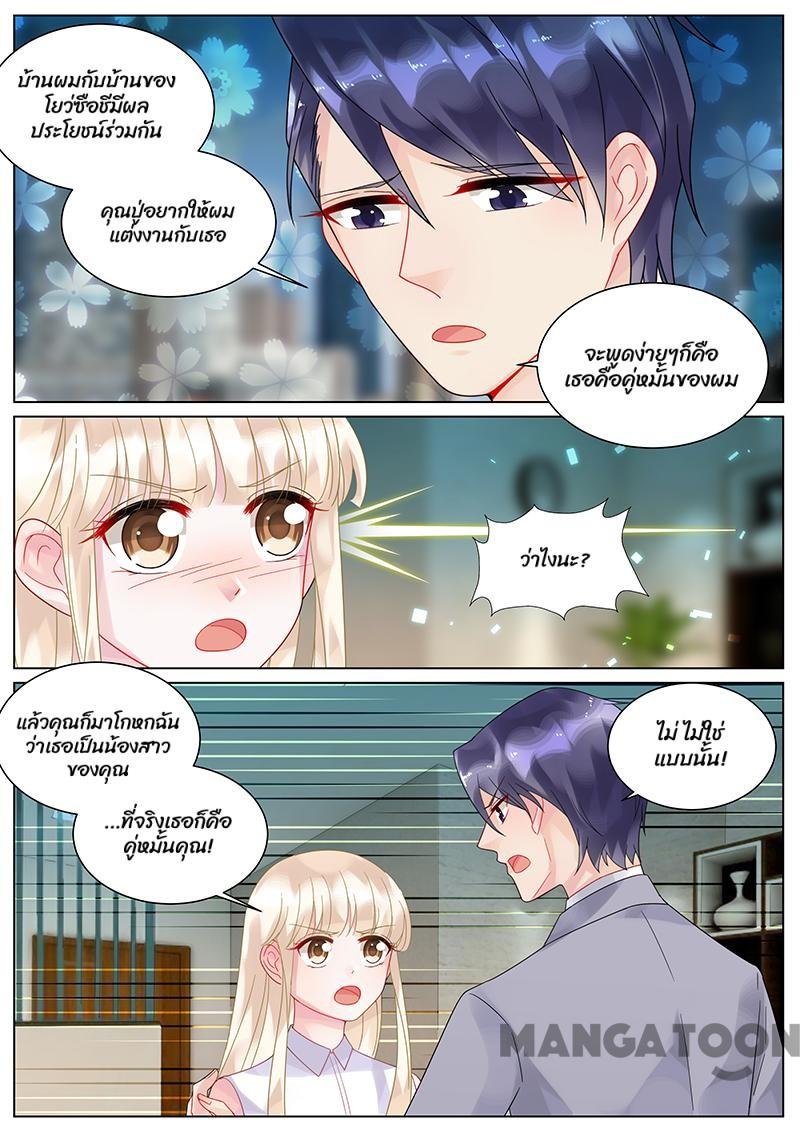 บ้านผมกับบ้านของ
โยว่ซือชีมีผล
ประโยชน์ร่วมกัน
คุณปู่อยากให้ผม
แต่งงานกับเธอ
จะพูดง่ายๆก็คือ
เธอคือคู่หมั้นของผม
ว่าไงนะ?
แล้วคุณก็มาโกหกฉัน
ว่าเธอเป็นน้องสาว
ของคุณ
...ที่จริงเธอก็คือ
คู่หมั้นคุณ!
ไม่ ไม่ใช่
แบบนั้น!
MANGATOON